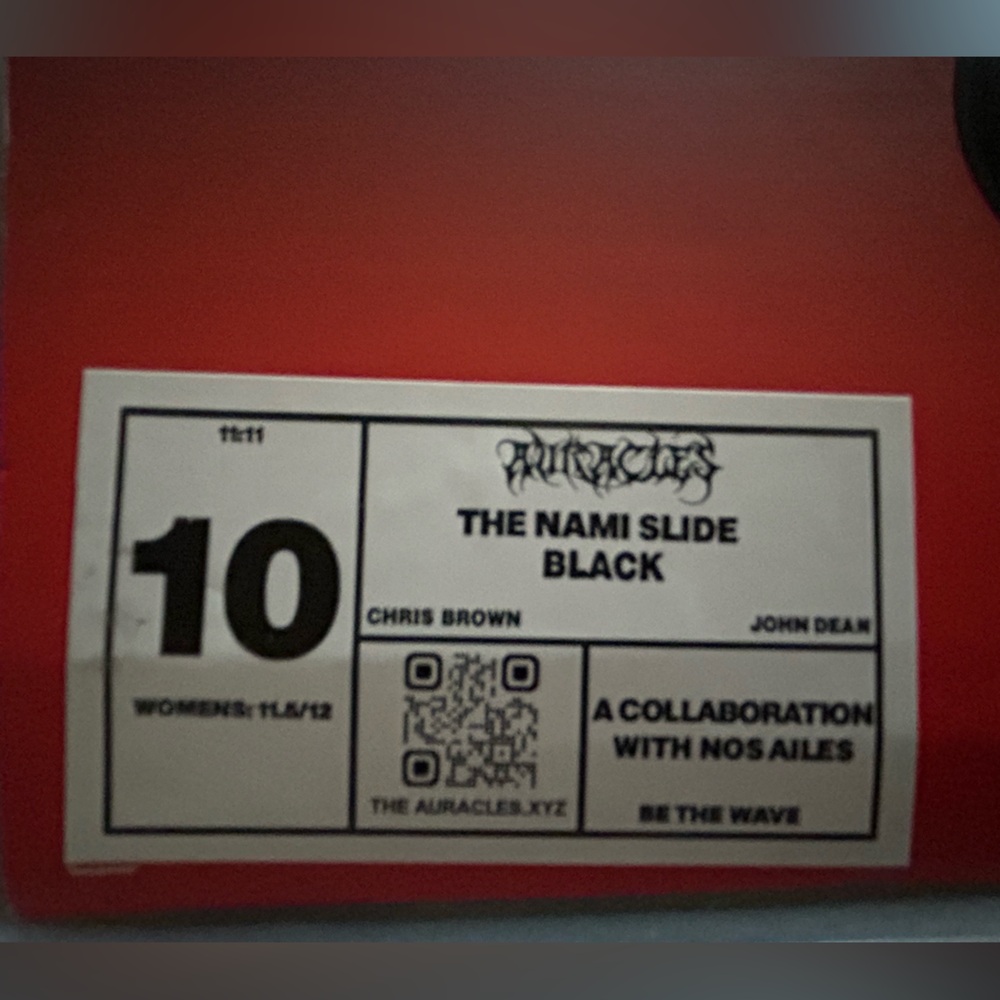 11:11
10
WOMENS: 11.5/12
AURACLES
THE NAMI SLIDE
BLACK
CHRIS BROWN
JOHN DEAN
THE AURACLES.XYZ
A COLLABORATION
WITH NOS AILES
BE THE WAVE